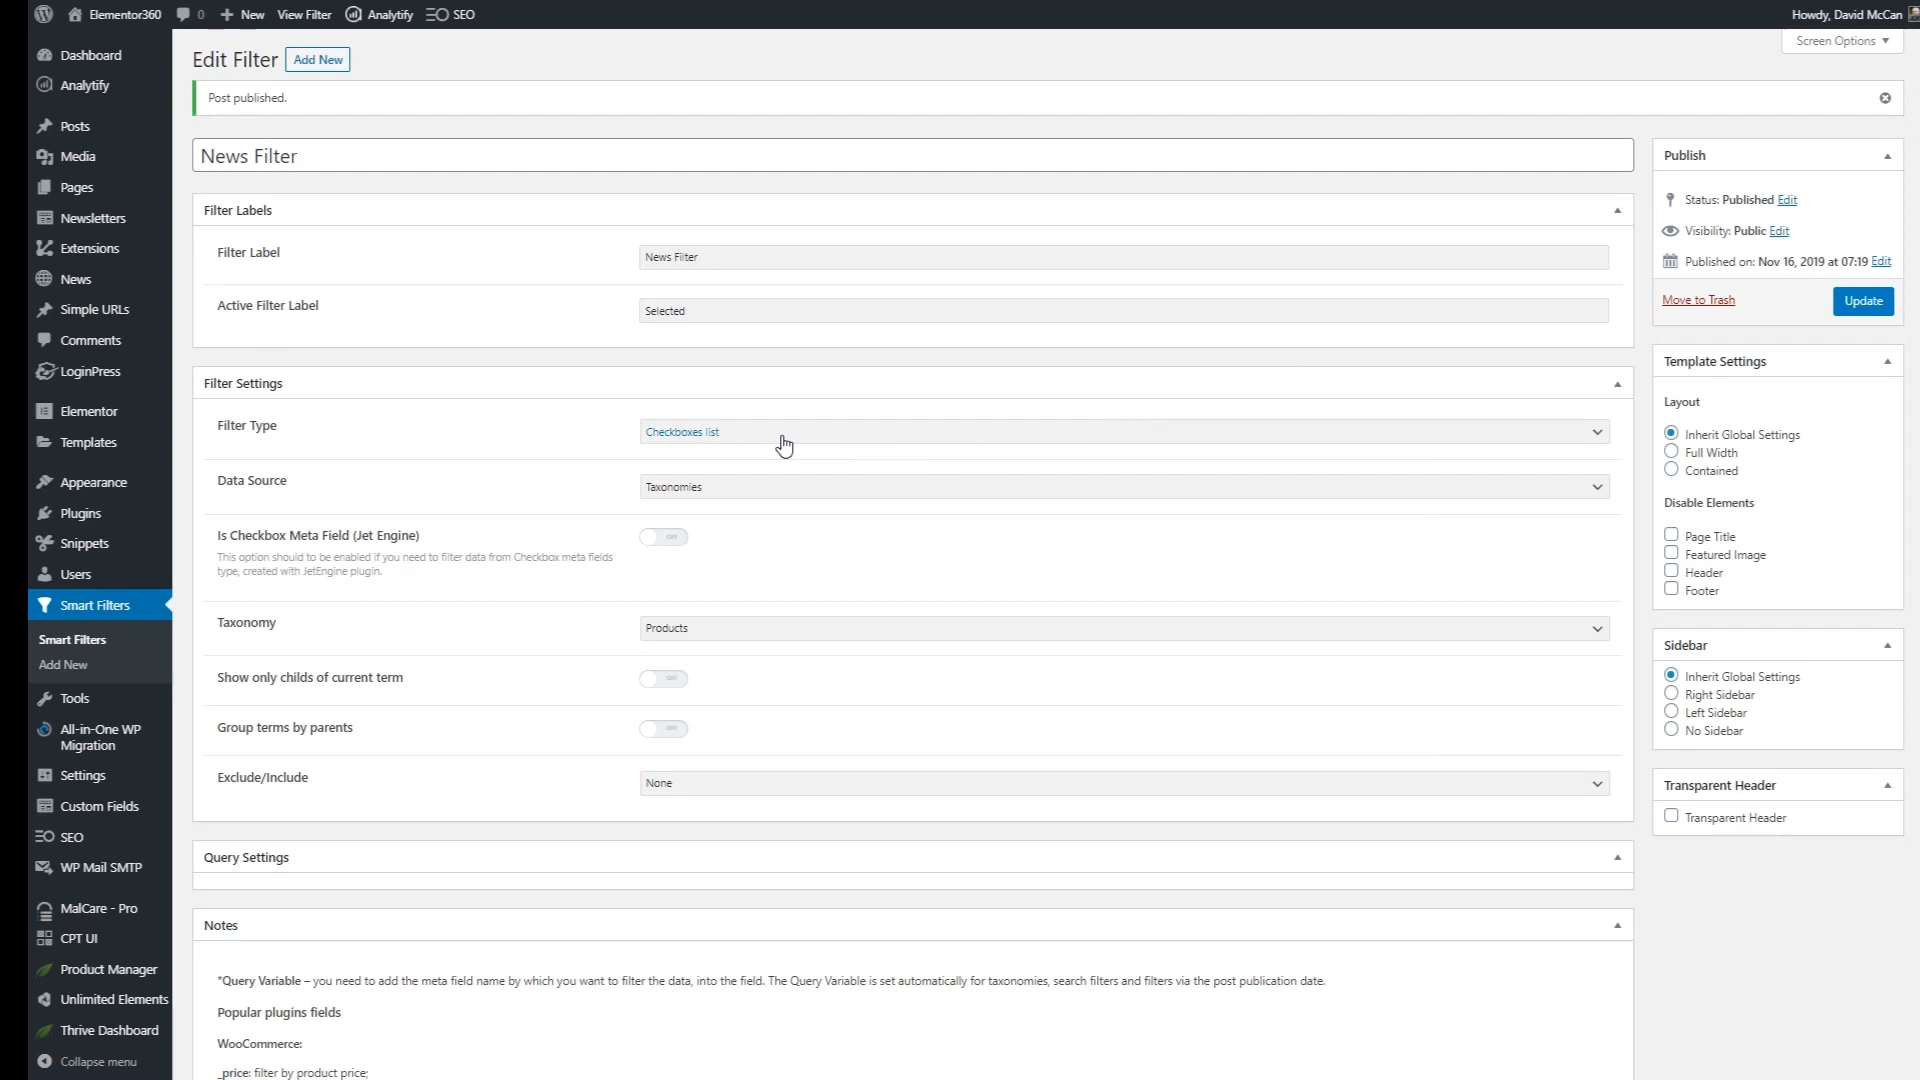 Elementor360
0
New
View Filter
Analytify
SEO
Howdy, David McCan
Screen Options
Dashboard
Analytify
Posts
Media
Pages
Newsletters
Extensions
News
Simple URLs
Comments
LoginPress
Elementor
Templates
Appearance
Plugins
Snippets
Users
Smart Filters
Smart Filters
Add New
Tools
All-in-One WP
Migration
Settings
Custom Fields
SEO
WP Mail SMTP
MalCare - Pro
CPT UI
Product Manager
Unlimited Elements
Thrive Dashboard
Collapse menu
Edit Filter
Add New
Post published.
News Filter
Filter Labels
Filter Label
News Filter
Active Filter Label
Selected
Filter Settings
Filter Type
Checkboxes list
Data Source
Taxonomies
Is Checkbox Meta Field (Jet Engine)
OFF
This option should to be enabled if you need to filter data from Checkbox meta fields
type, created with JetEngine plugin.
Taxonomy
Products
Show only childs of current term
OFF
Group terms by parents
OFF
Exclude/Include
None
Query Settings
Notes
*Query Variable – you need to add the meta field name by which you want to filter the data, into the field. The Query Variable is set automatically for taxonomies, search filters and filters via the post publication date.
Popular plugins fields
WooCommerce:
_price: filter by product price;
Publish
Status: Published Edit
Visibility: Public Edit
Published on: Nov 16, 2019 at 07:19 Edit
Move to Trash
Update
Template Settings
Layout
Inherit Global Settings
Full Width
Contained
Disable Elements
Page Title
Featured Image
Header
Footer
Sidebar
Inherit Global Settings
Right Sidebar
Left Sidebar
No Sidebar
Transparent Header
Transparent Header